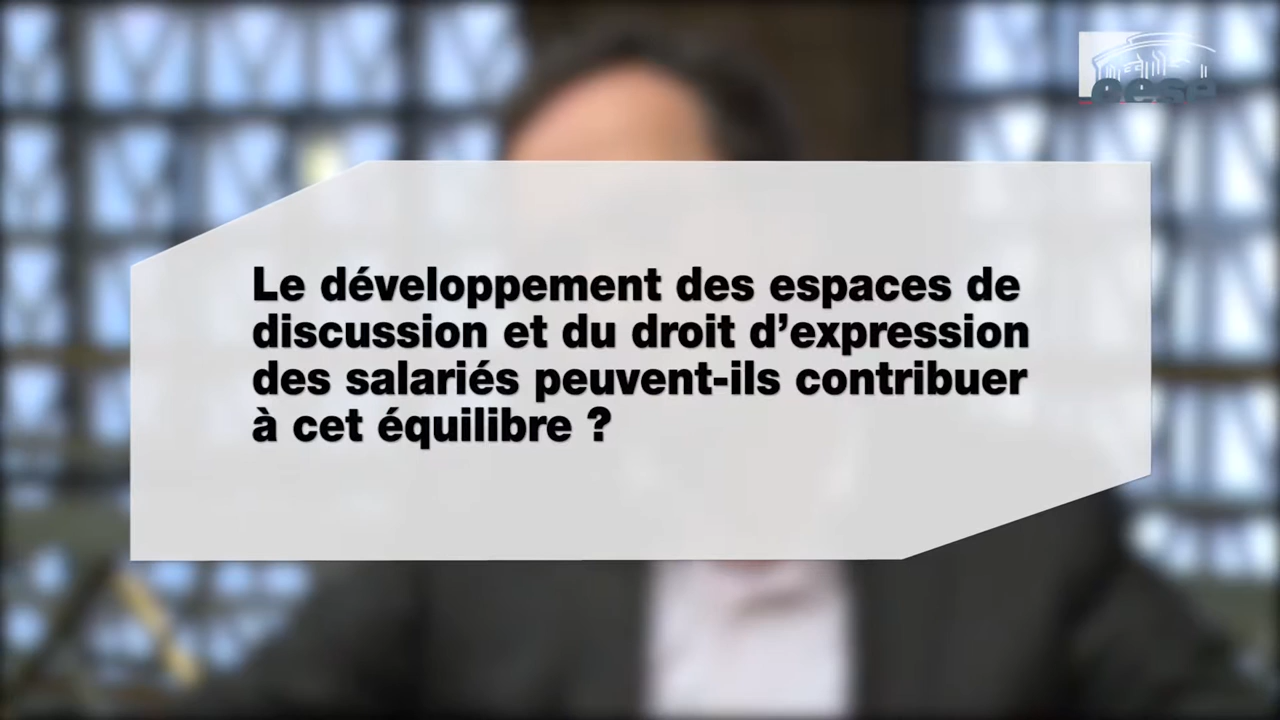 cese
Le développement des espaces de
discussion et du droit d’expression
des salariés peuvent-ils contribuer
à cet équilibre ?